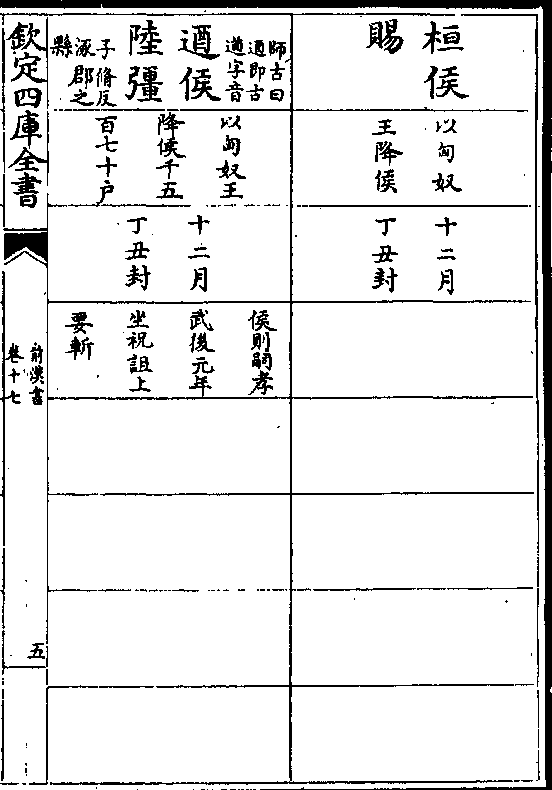 桓侯
賜
以匈奴
王降侯
十二月
丁丑封
遒侯
師古曰
遒即古
遒字音
陸彊
子脩反
涿郡之
縣
以匈奴王
降侯千五
百七十户
十二月
丁丑封
侯則嗣孝
武後元年
坐祝詛上
要斬
欽定四庫全書
前漢書
卷十七
五